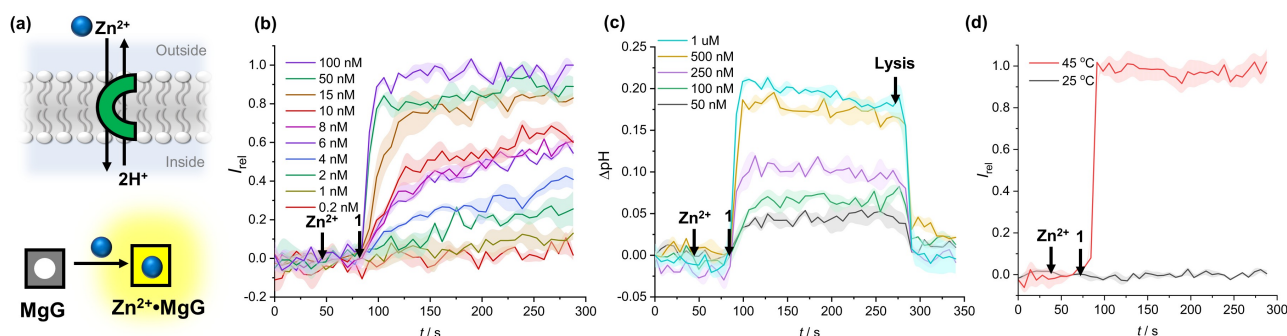 (a)
Zn²⁺
Outside
Inside
2H⁺
MgG
Zn²⁺•MgG
(b)
I_rel
1.0
0.8
0.6
0.4
0.2
0.0
-0.2
100 nM
50 nM
15 nM
10 nM
8 nM
6 nM
4 nM
2 nM
1 nM
0.2 nM
Zn²⁺
1
0 50 100 150 200 250 300
t / s
(c)
ΔpH
0.25
0.20
0.15
0.10
0.05
0.00
-0.05
1 uM
500 nM
250 nM
100 nM
50 nM
Lysis
Zn²⁺
1
0 50 100 150 200 250 300 350
t / s
(d)
I_rel
1.0
0.8
0.6
0.4
0.2
0.0
45 ºC
25 ºC
Zn²⁺
1
0 50 100 150 200 250 300
t / s